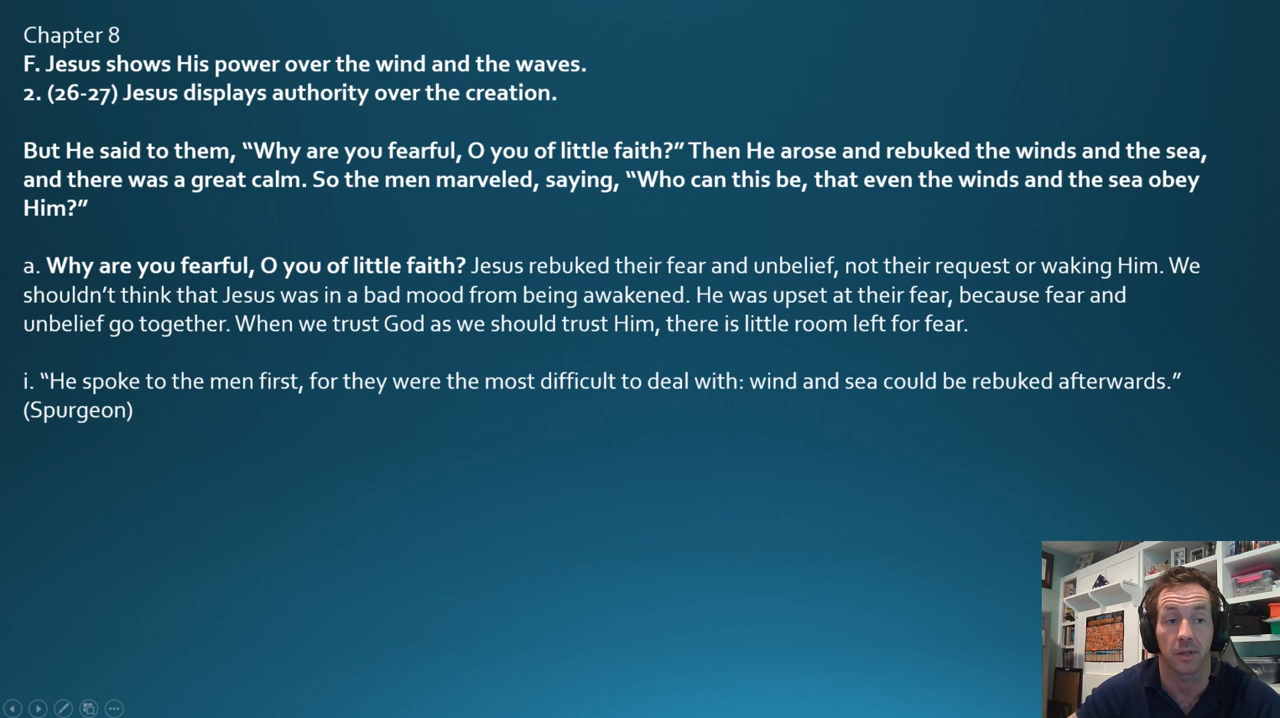 Chapter 8
F. Jesus shows His power over the wind and the waves.
2. (26-27) Jesus displays authority over the creation.
But He said to them, “Why are you fearful, O you of little faith?” Then He arose and rebuked the winds and the sea,
and there was a great calm. So the men marveled, saying, “Who can this be, that even the winds and the sea obey
Him?”
a. Why are you fearful, O you of little faith? Jesus rebuked their fear and unbelief, not their request or waking Him. We
shouldn’t think that Jesus was in a bad mood from being awakened. He was upset at their fear, because fear and
unbelief go together. When we trust God as we should trust Him, there is little room left for fear.
i. “He spoke to the men first, for they were the most difficult to deal with: wind and sea could be rebuked afterwards.”
(Spurgeon)